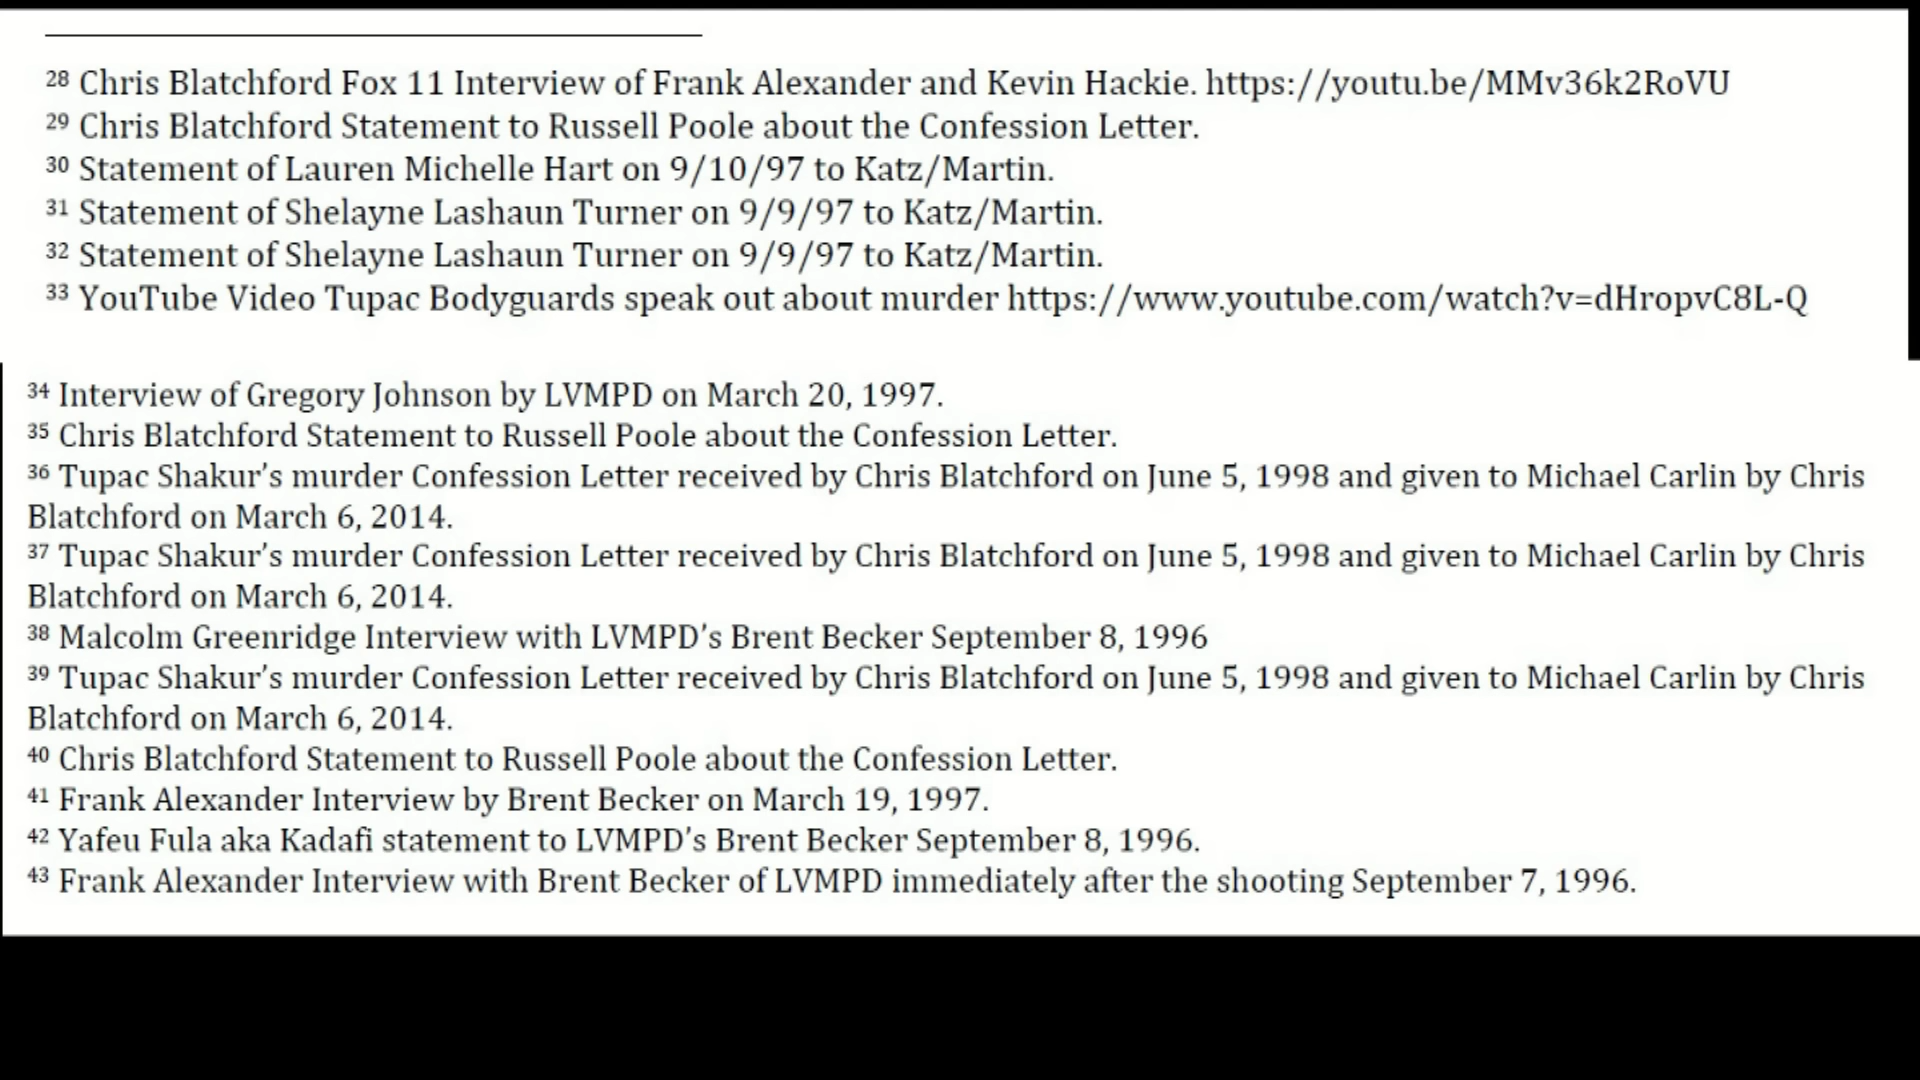 28 Chris Blatchford Fox 11 Interview of Frank Alexander and Kevin Hackie. https://youtu.be/MMv36k2RoVU
29 Chris Blatchford Statement to Russell Poole about the Confession Letter.
30 Statement of Lauren Michelle Hart on 9/10/97 to Katz/Martin.
31 Statement of Shelayne Lashaun Turner on 9/9/97 to Katz/Martin.
32 Statement of Shelayne Lashaun Turner on 9/9/97 to Katz/Martin.
33 YouTube Video Tupac Bodyguards speak out about murder https://www.youtube.com/watch?v=dHropvC8L-Q
34 Interview of Gregory Johnson by LVMPD on March 20, 1997.
35 Chris Blatchford Statement to Russell Poole about the Confession Letter.
36 Tupac Shakur’s murder Confession Letter received by Chris Blatchford on June 5, 1998 and given to Michael Carlin by Chris
Blatchford on March 6, 2014.
37 Tupac Shakur’s murder Confession Letter received by Chris Blatchford on June 5, 1998 and given to Michael Carlin by Chris
Blatchford on March 6, 2014.
38 Malcolm Greenridge Interview with LVMPD’s Brent Becker September 8, 1996
39 Tupac Shakur’s murder Confession Letter received by Chris Blatchford on June 5, 1998 and given to Michael Carlin by Chris
Blatchford on March 6, 2014.
40 Chris Blatchford Statement to Russell Poole about the Confession Letter.
41 Frank Alexander Interview by Brent Becker on March 19, 1997.
42 Yafeu Fula aka Kadafi statement to LVMPD’s Brent Becker September 8, 1996.
43 Frank Alexander Interview with Brent Becker of LVMPD immediately after the shooting September 7, 1996.